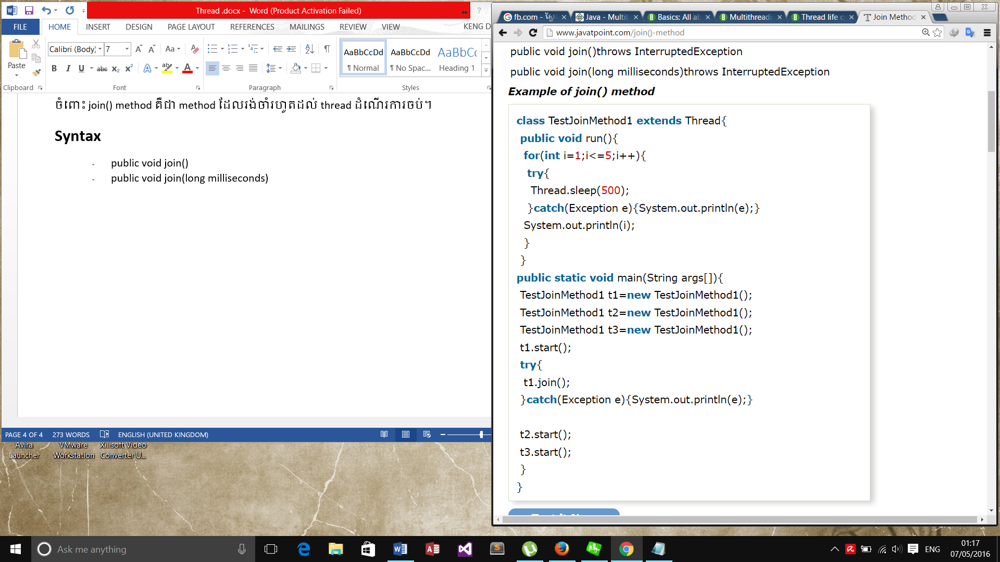 Thread .docx - Word (Product Activation Failed)
FILE HOME INSERT DESIGN PAGE LAYOUT REFERENCES MAILINGS REVIEW VIEW KENG D
Paste
Calibri (Body) 7
Aa
B I U abc X₂ X² A A
AaBbCcDd AaBbCcDd AaBbCc
¶ Normal ¶ No Spac... Heading 1
Clipboard Font Paragraph Styles
ចំពោះ join() method គឺជា method ដែលរង់ចាំរហូតដល់ thread ដំណើរការចប់។
Syntax
- public void join()
- public void join(long milliseconds)
PAGE 4 OF 4 273 WORDS ENGLISH (UNITED KINGDOM)
Avira Launcher
VMware Workstation
Xilisoft Video Converter U...
fb.com - Java - Multit Basics: All ab Multithreadi Thread life c Join Method
www.javatpoint.com/join()-method
public void join()throws InterruptedException
public void join(long milliseconds)throws InterruptedException
Example of join() method
class TestJoinMethod1 extends Thread{
public void run(){
for(int i=1;i<=5;i++){
try{
Thread.sleep(500);
}catch(Exception e){System.out.println(e);}
System.out.println(i);
}
}
public static void main(String args[]){
TestJoinMethod1 t1=new TestJoinMethod1();
TestJoinMethod1 t2=new TestJoinMethod1();
TestJoinMethod1 t3=new TestJoinMethod1();
t1.start();
try{
t1.join();
}catch(Exception e){System.out.println(e);}
t2.start();
t3.start();
}
}
Ask me anything
ENG
01:17
07/05/2016